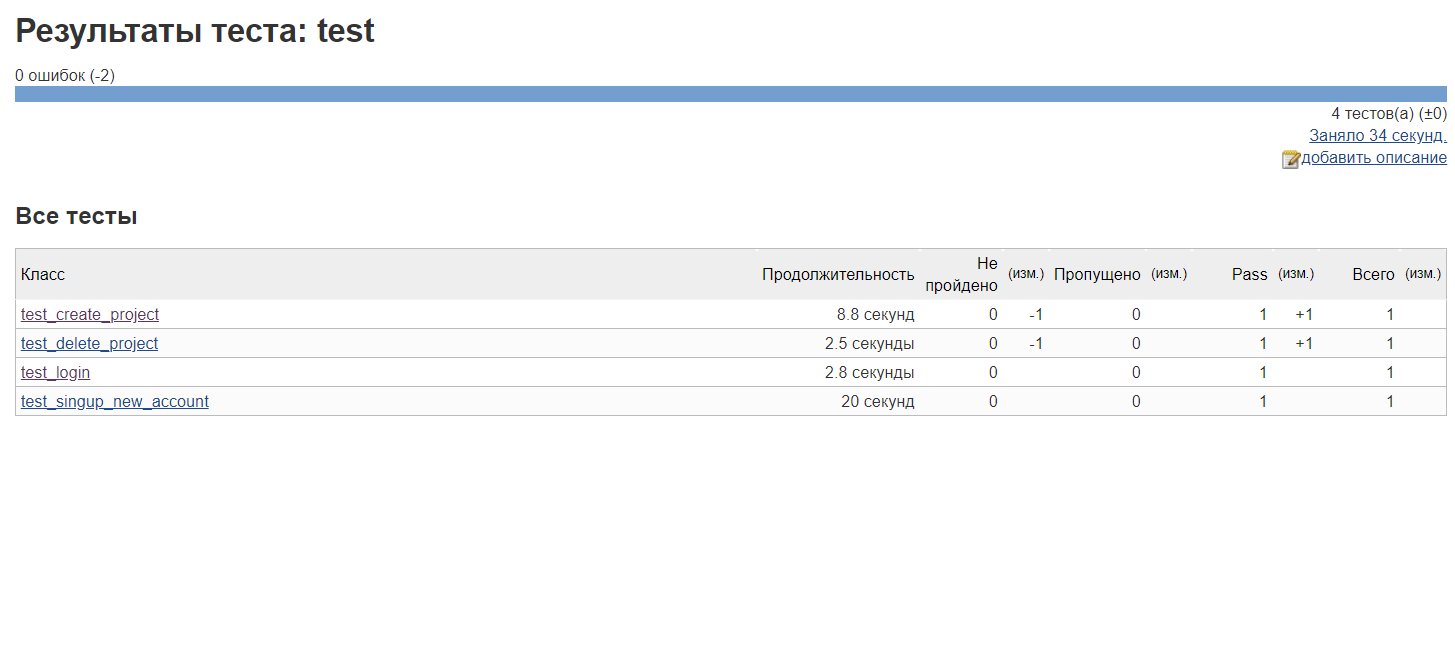 Результаты теста: test
0 ошибок (-2)
4 тестов(а) (±0)
Заняло 34 секунд.
добавить описание
Все тесты
Класс Продолжительность Не пройдено (изм.) Пропущено (изм.) Pass (изм.) Всего (изм.)
test_create_project 8.8 секунд 0 -1 0 1 +1 1
test_delete_project 2.5 секунды 0 -1 0 1 +1 1
test_login 2.8 секунды 0 0 1 1
test_singup_new_account 20 секунд 0 0 1 1